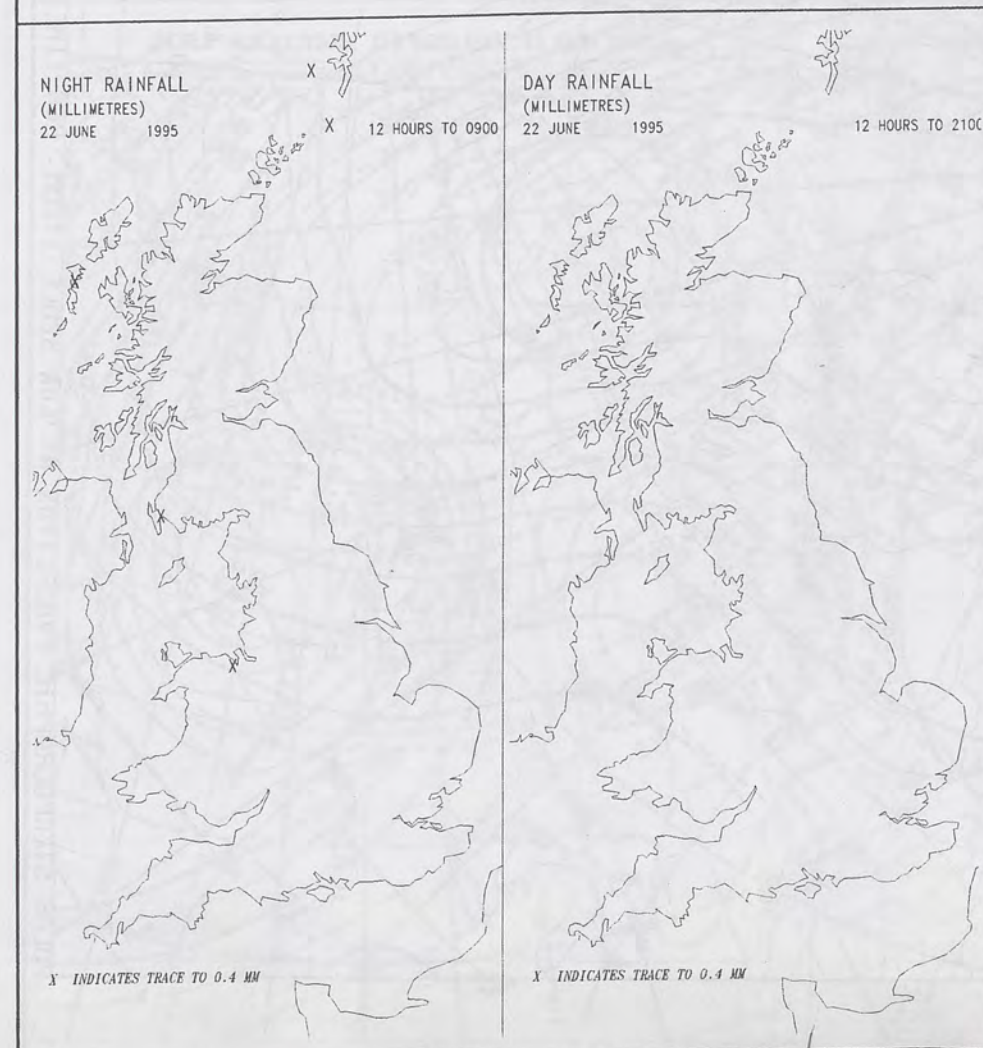 NIGHT RAINFALL
(MILLIMETRES)
22 JUNE 1995
12 HOURS TO 0900
X
X
X
X
X
X INDICATES TRACE TO 0.4 MM
DAY RAINFALL
(MILLIMETRES)
22 JUNE 1995
12 HOURS TO 2100
X INDICATES TRACE TO 0.4 MM